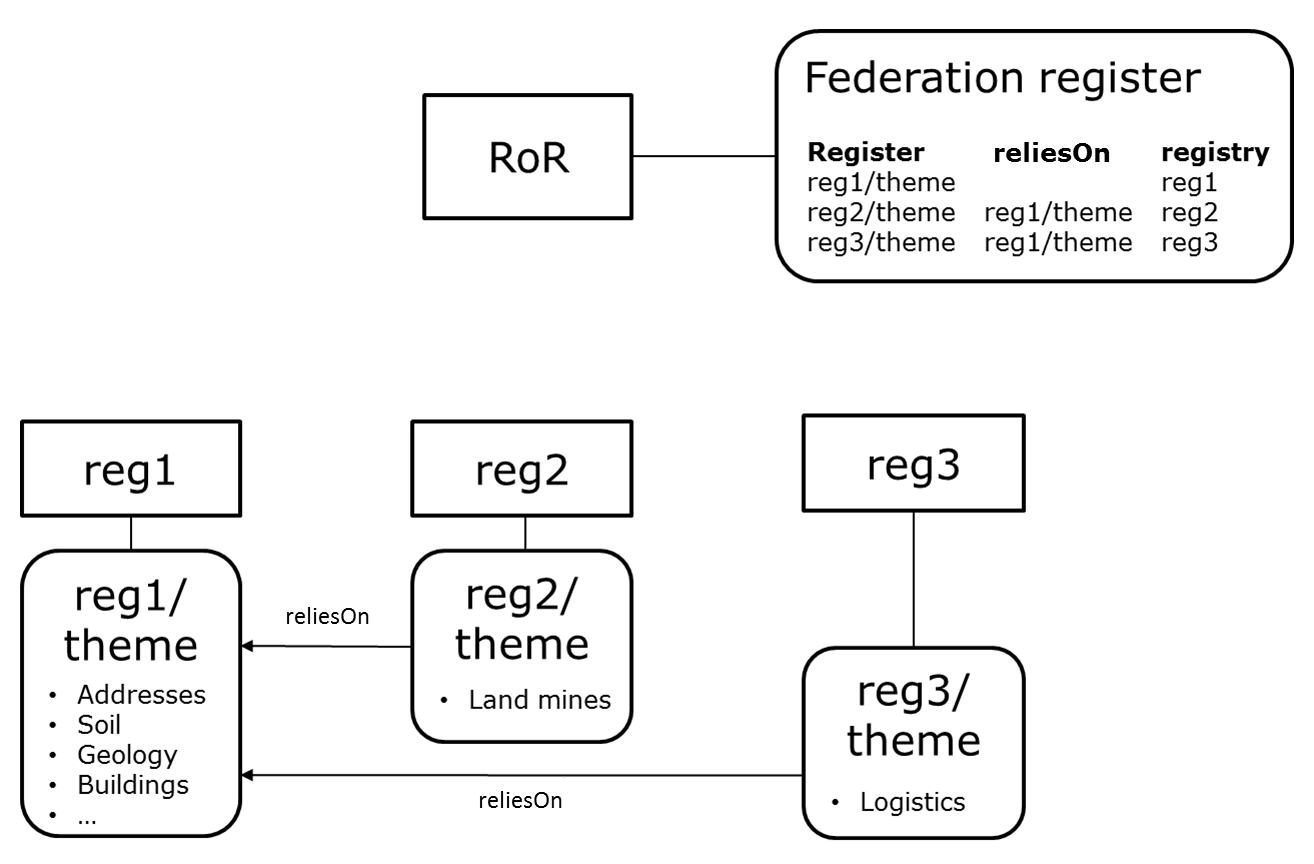 RoR
Federation register
Register reliesOn registry
reg1/theme reg1
reg2/theme reg1/theme reg2
reg3/theme reg1/theme reg3
reg1
reg2
reg3
reg1/
theme
• Addresses
• Soil
• Geology
• Buildings
• ...
reliesOn
reg2/
theme
• Land mines
reliesOn
reg3/
theme
• Logistics